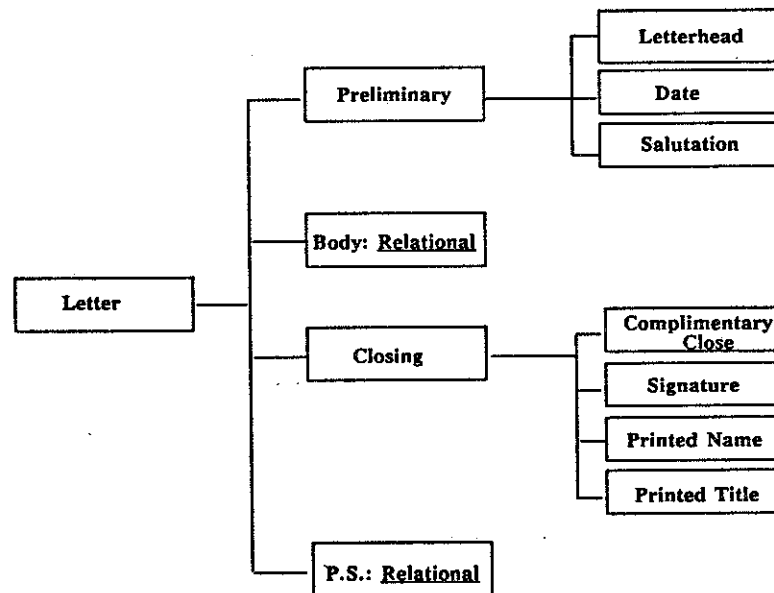 Letterhead
Preliminary
Date
Salutation
Body: Relational
Letter
Complimentary
Close
Closing
Signature
Printed Name
Printed Title
P.S.: Relational